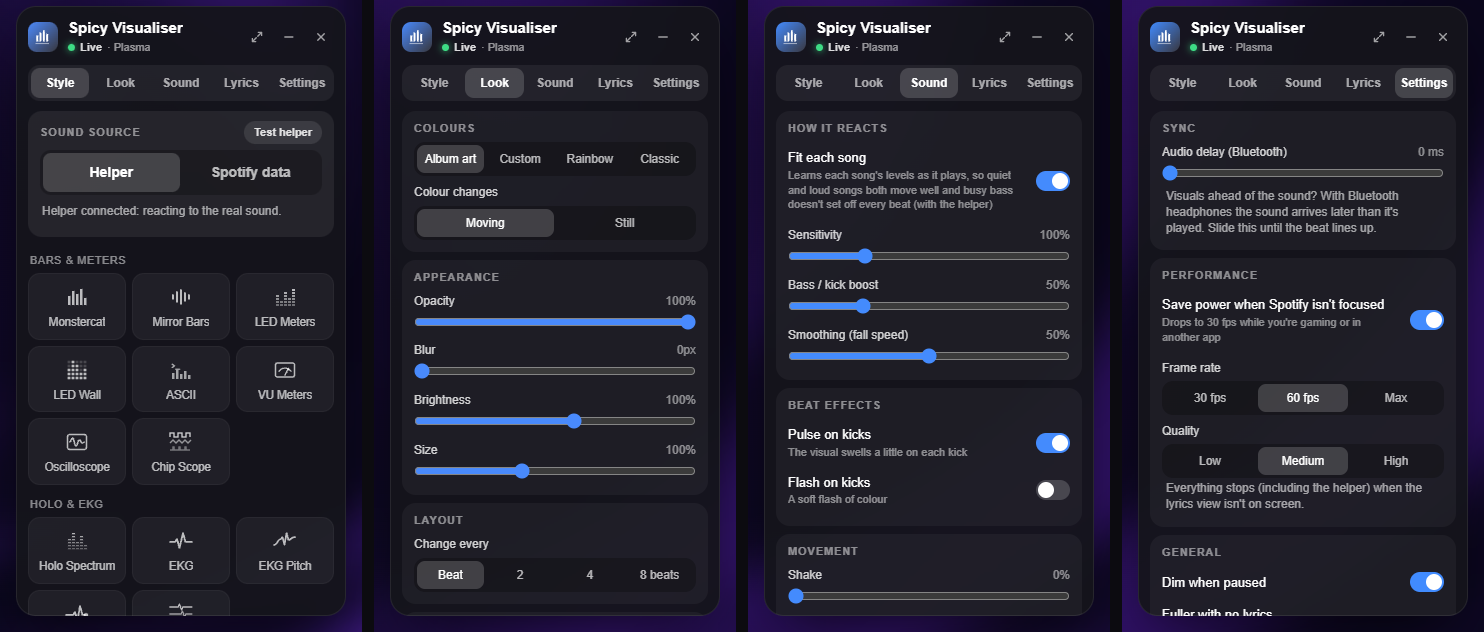 Spicy Visualiser
Live · Plasma
Style Look Sound Lyrics Settings
SOUND SOURCE
Test helper
Helper Spotify data
Helper connected: reacting to the real sound.
BARS & METERS
Monstercat Mirror Bars LED Meters
LED Wall ASCII VU Meters
Oscilloscope Chip Scope
HOLO & EKG
Holo Spectrum EKG EKG Pitch
Spicy Visualiser
Live · Plasma
Style Look Sound Lyrics Settings
COLOURS
Album art Custom Rainbow Classic
Colour changes
Moving Still
APPEARANCE
Opacity 100%
Blur 0px
Brightness 100%
Size 100%
LAYOUT
Change every
Beat 2 4 8 beats
Spicy Visualiser
Live · Plasma
Style Look Sound Lyrics Settings
HOW IT REACTS
Fit each song
Learns each song's levels as it plays, so quiet
and loud songs both move well and busy bass
doesn't set off every beat (with the helper)
Sensitivity 100%
Bass / kick boost 50%
Smoothing (fall speed) 50%
BEAT EFFECTS
Pulse on kicks
The visual swells a little on each kick
Flash on kicks
A soft flash of colour
MOVEMENT
Shake 0%
Spicy Visualiser
Live · Plasma
Style Look Sound Lyrics Settings
SYNC
Audio delay (Bluetooth) 0 ms
Visuals ahead of the sound? With Bluetooth
headphones the sound arrives later than it's
played. Slide this until the beat lines up.
PERFORMANCE
Save power when Spotify isn't focused
Drops to 30 fps while you're gaming or in
another app
Frame rate
30 fps 60 fps Max
Quality
Low Medium High
Everything stops (including the helper) when the
lyrics view isn't on screen.
GENERAL
Dim when paused
Fuller with no lyrics